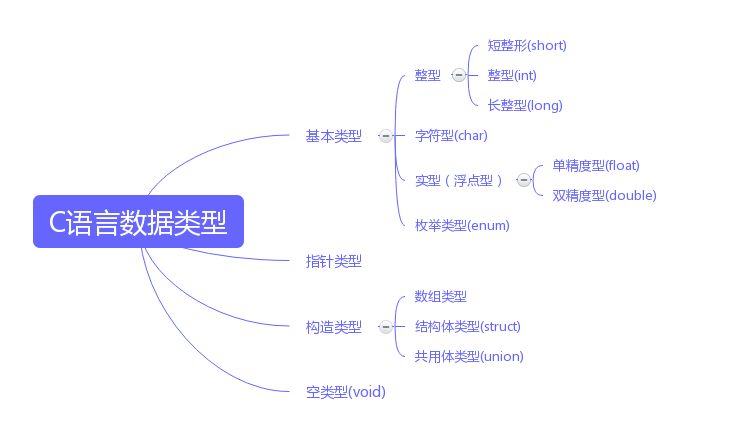 C语言数据类型
基本类型
整型
短整形(short)
整型(int)
长整型(long)
字符型(char)
实型（浮点型）
单精度型(float)
双精度型(double)
枚举类型(enum)
指针类型
构造类型
数组类型
结构体类型(struct)
共用体类型(union)
空类型(void)